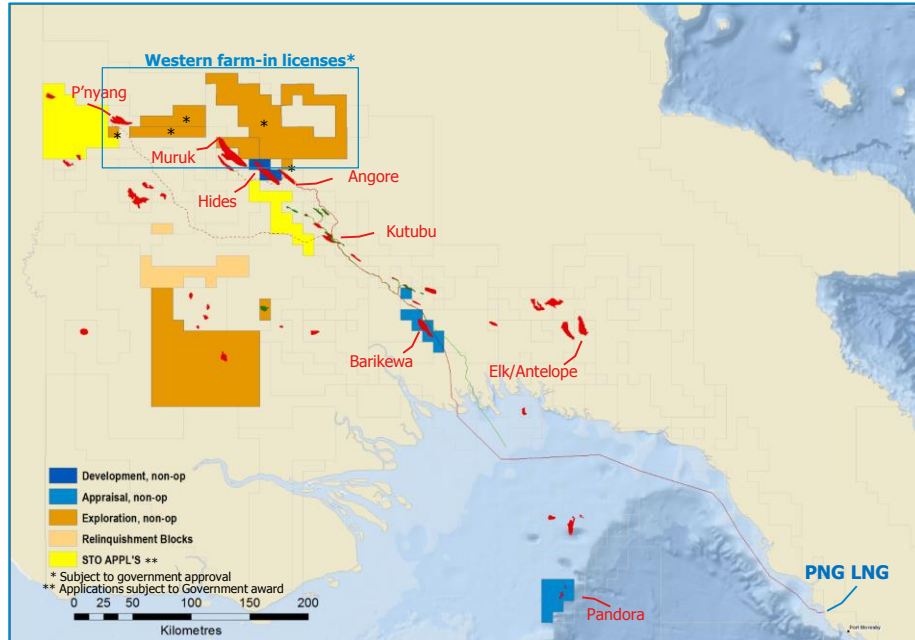 Western farm-in licenses*
P'nyang
*
*
*
*
Muruk
*
Angore
Hides
Kutubu
Barikewa
Elk/Antelope
Development, non-op
Appraisal, non-op
Exploration, non-op
Relinquishment Blocks
STO APPL'S **
* Subject to government approval
** Applications subject to Government award
0 25 50 100 150 200
Kilometres
Pandora
PNG LNG
Port Moresby